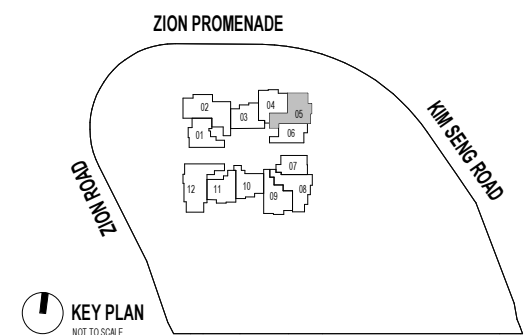 ZION PROMENADE
04
02
05
03
01
06
KIM SENG ROAD
07
ZION ROAD
12
11
10
09
08
KEY PLAN
NOT TO SCALE